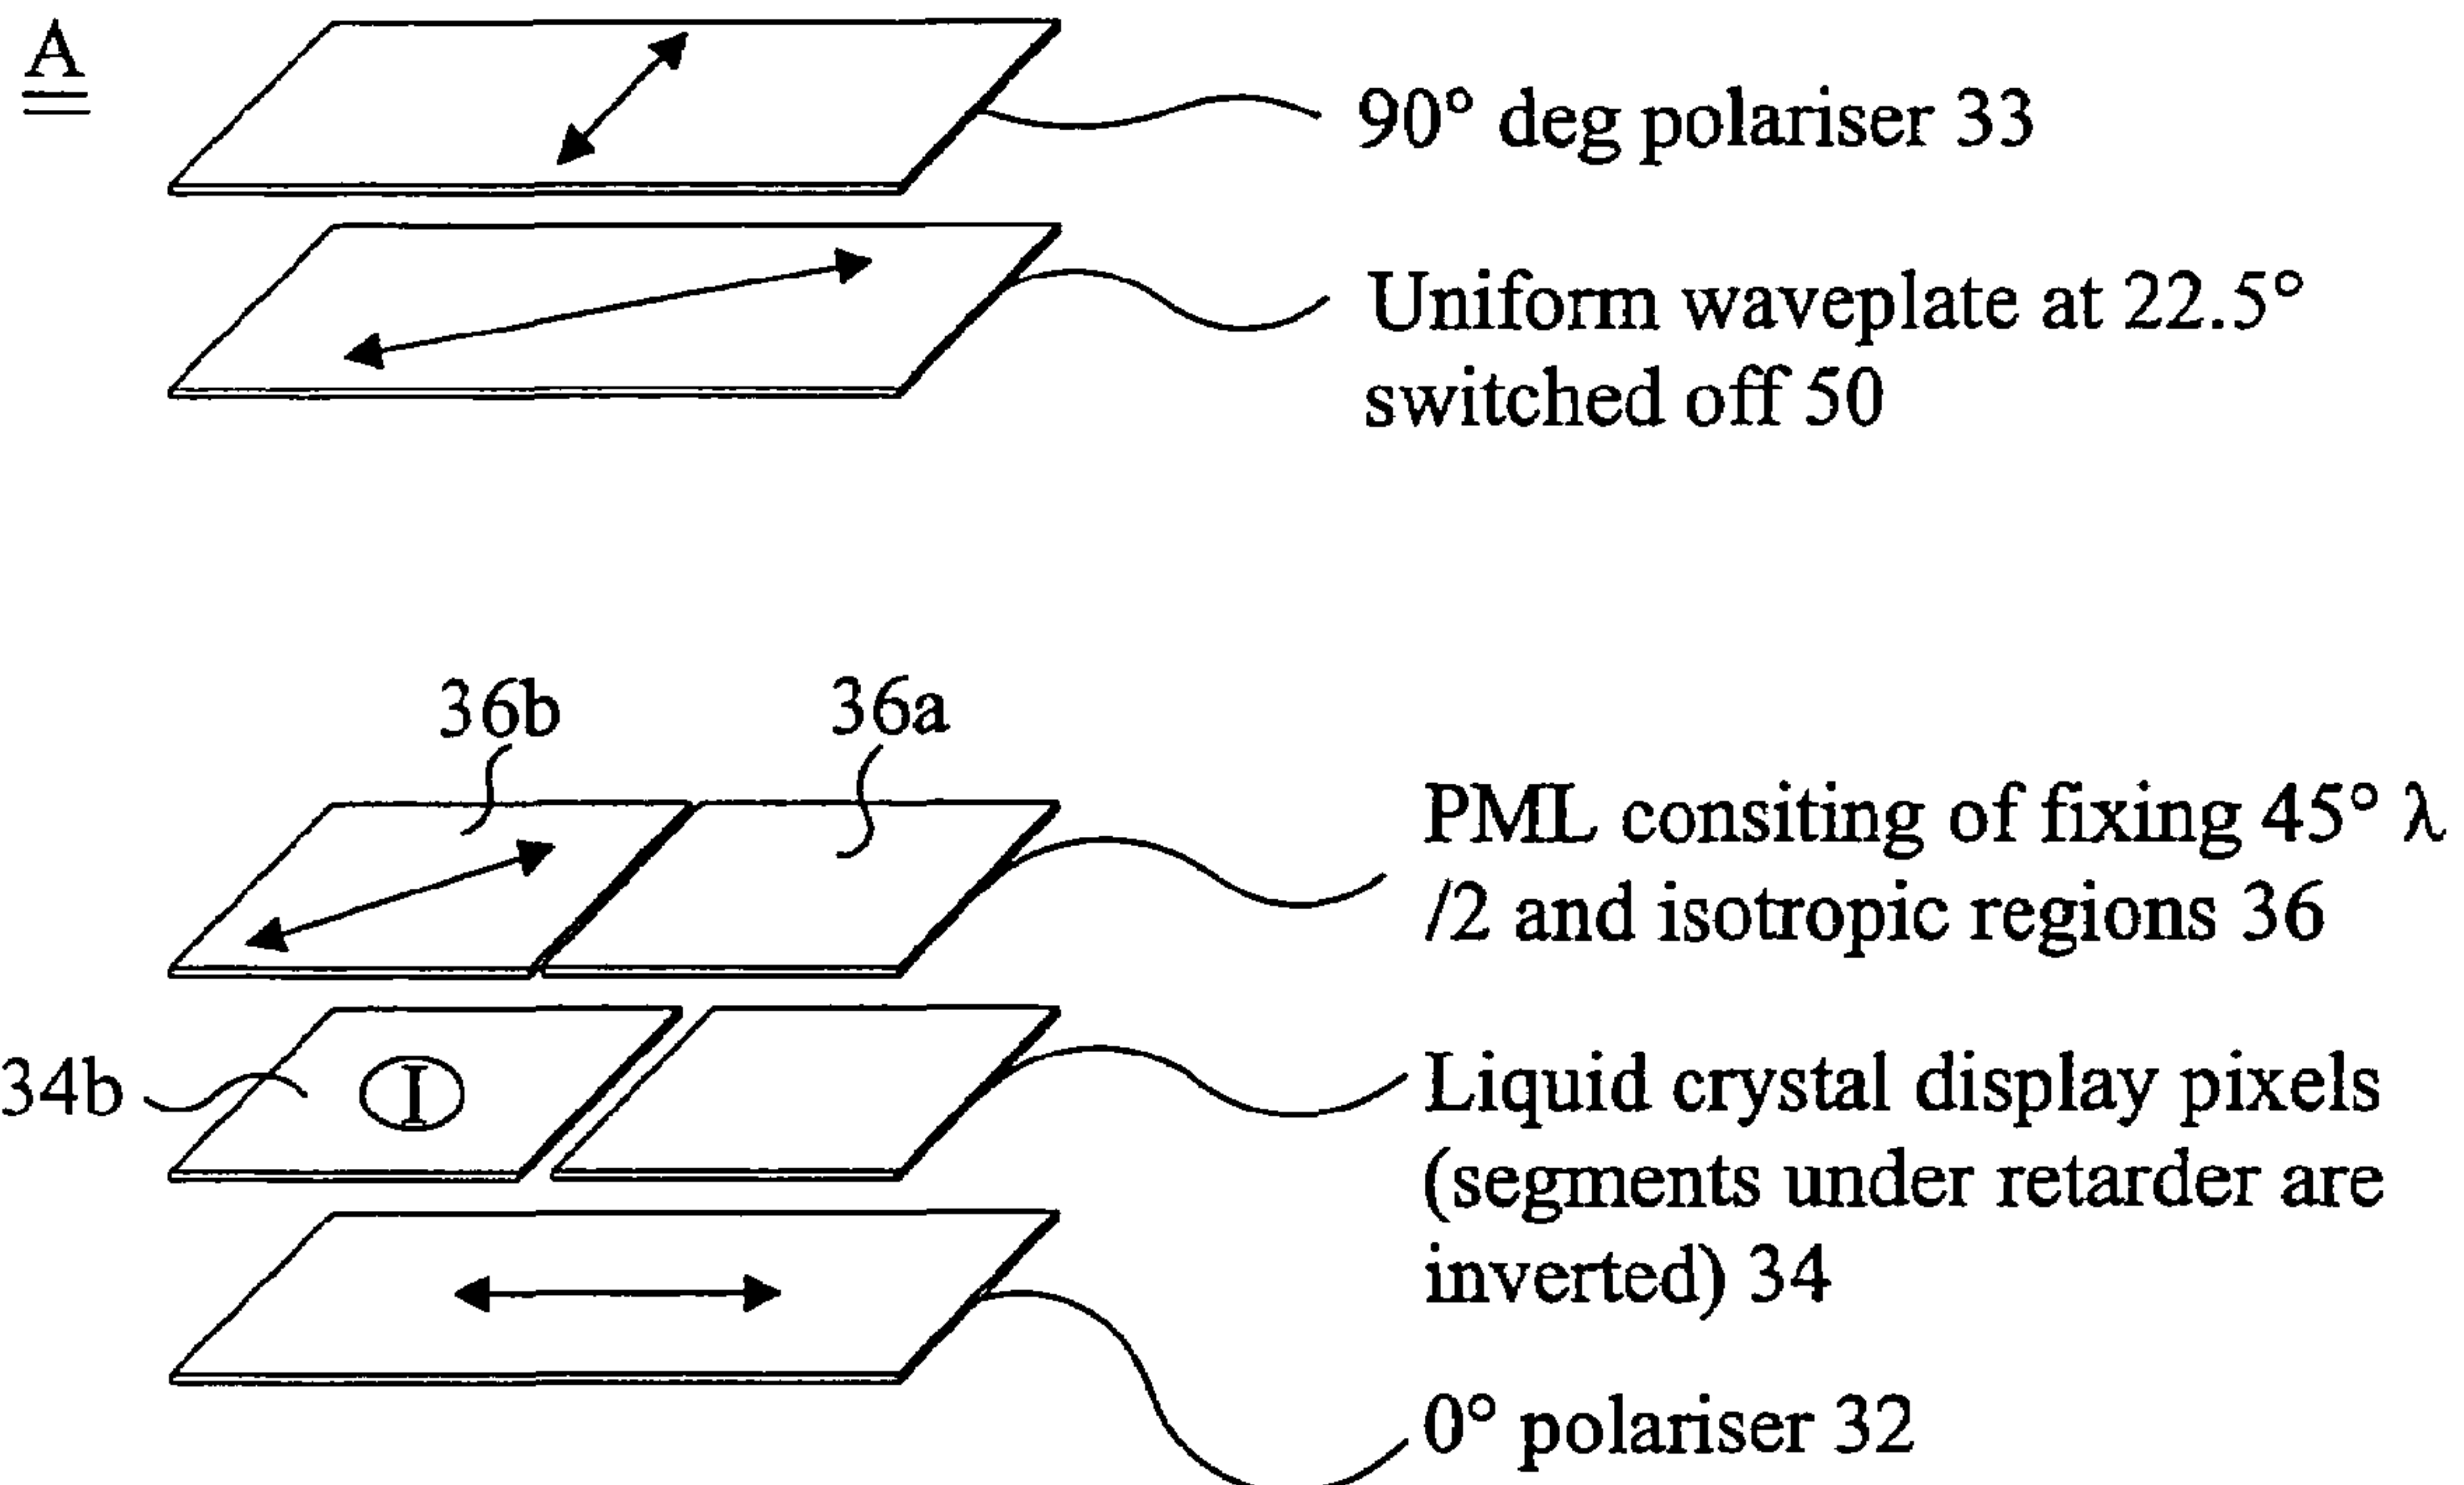 A
90° deg polariser 33
Uniform waveplate at 22.5°
switched off 50
36b
36a
PML consiting of fixing 45° λ
/2 and isotropic regions 36
34b
I
Liquid crystal display pixels
(segments under retarder are
inverted) 34
0° polariser 32